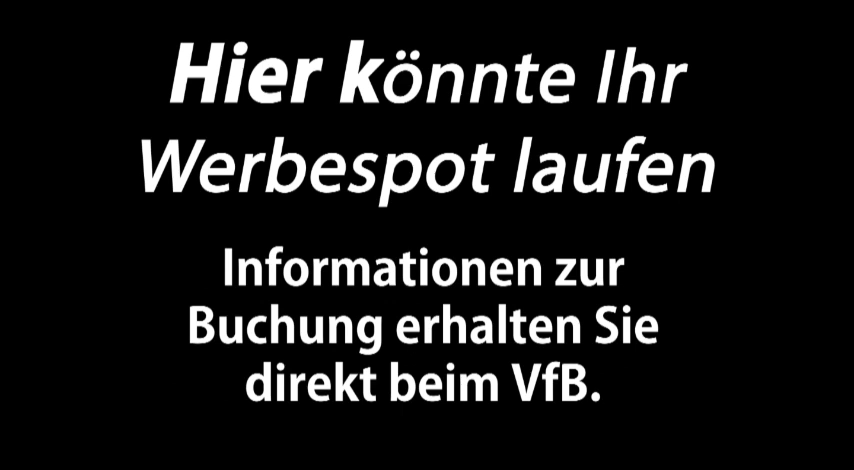 Hier könnte Ihr
Werbespot laufen
Informationen zur
Buchung erhalten Sie
direkt beim VfB.